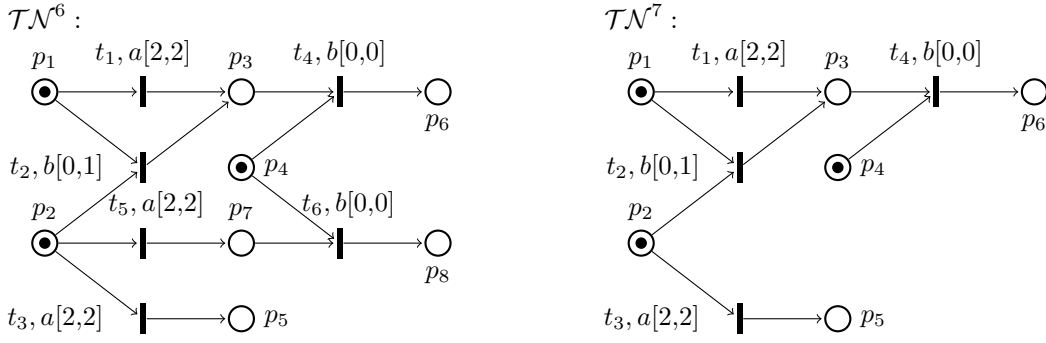 𝒯𝒩⁶ :
p₁ t₁, a[2,2] p₃ t₄, b[0,0]
p₆
t₂, b[0,1] p₄
p₂ t₅, a[2,2] p₇ t₆, b[0,0]
p₈
t₃, a[2,2] p₅
𝒯𝒩⁷ :
p₁ t₁, a[2,2] p₃ t₄, b[0,0]
p₆
t₂, b[0,1] p₄
p₂
t₃, a[2,2] p₅